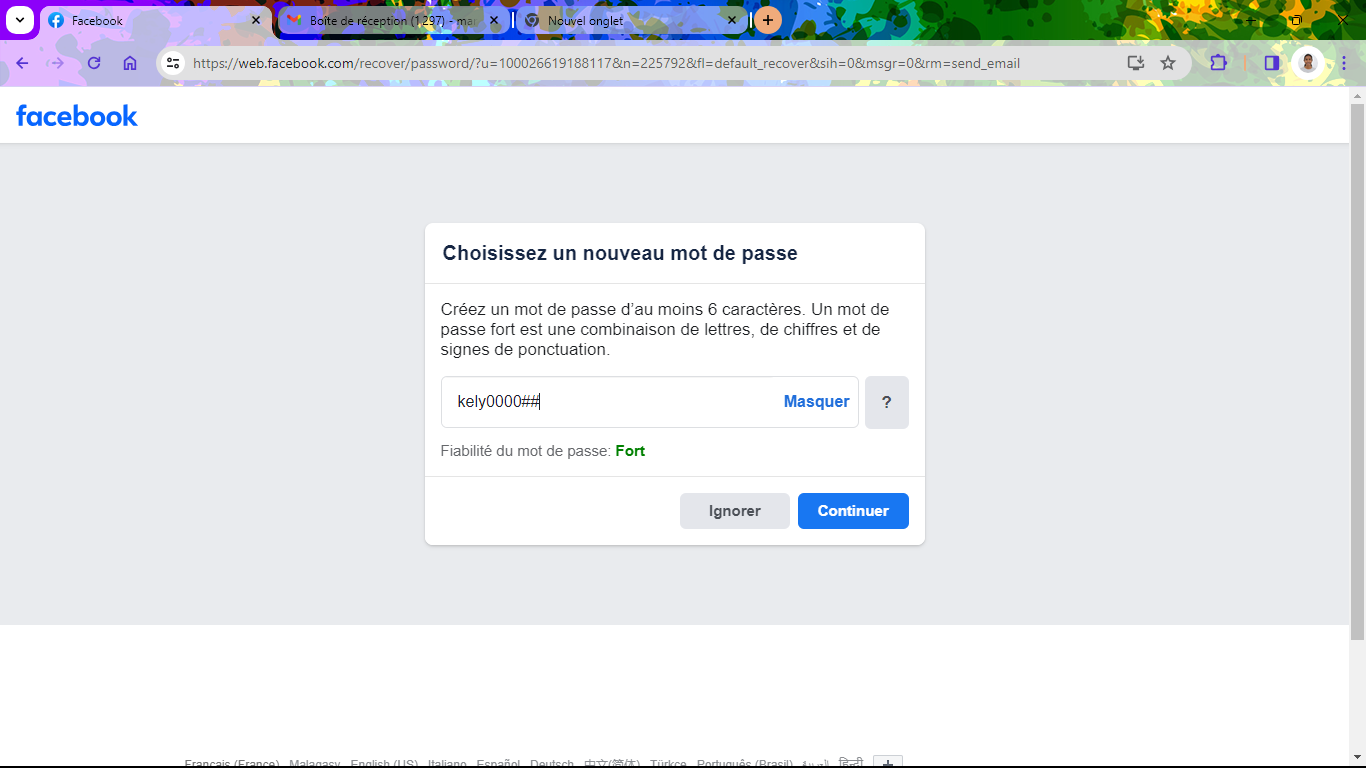 Facebook
Boîte de réception (1 297) - mar
Nouvel onglet
https://web.facebook.com/recover/password/?u=100026619188117&n=225792&fl=default_recover&sih=0&msgr=0&rm=send_email
facebook
Choisissez un nouveau mot de passe
Créez un mot de passe d’au moins 6 caractères. Un mot de
passe fort est une combinaison de lettres, de chiffres et de
signes de ponctuation.
kely0000## Masquer ?
Fiabilité du mot de passe: Fort
Ignorer Continuer
Français (France) Malagasy English (US) Italiano Español Deutsch 中文(简体) Türkçe Português (Brasil) العربية हिन्दी +